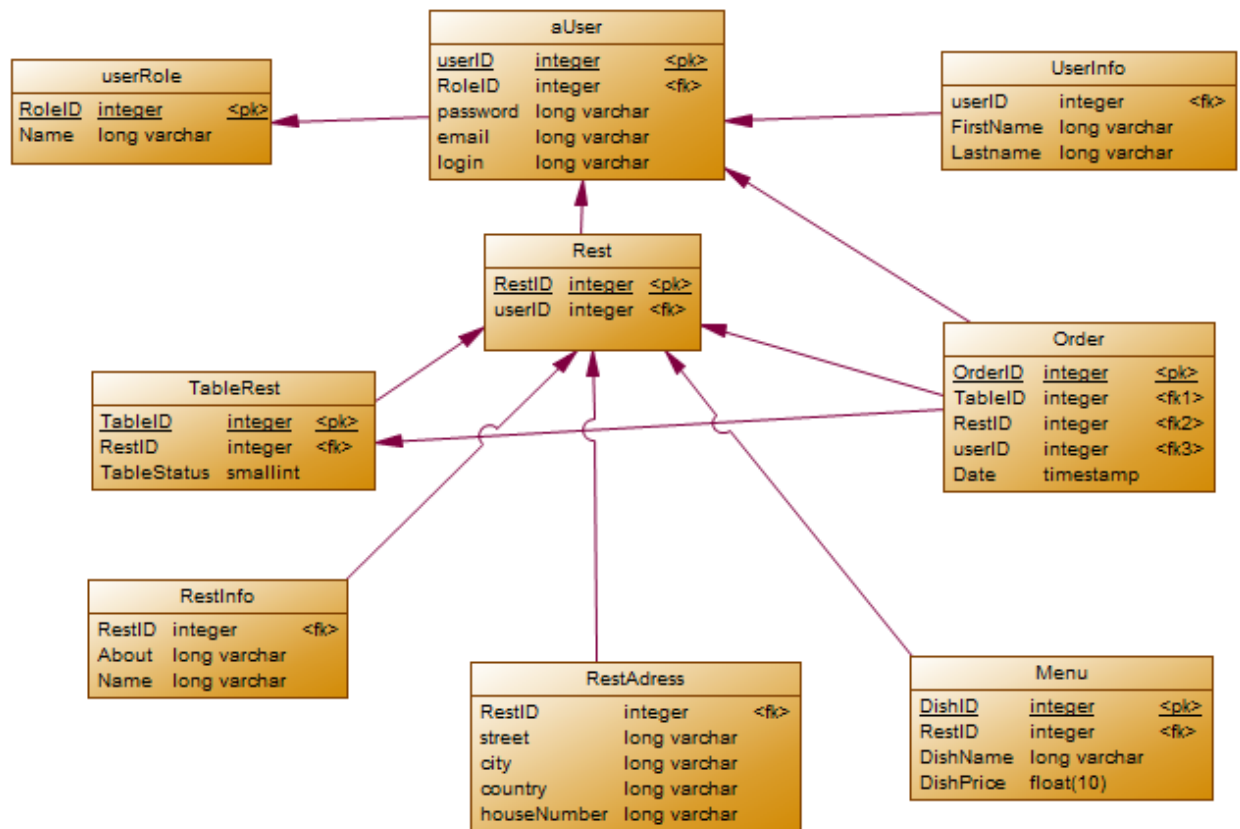 aUser
userID integer <pk>
RoleID integer <fk>
password long varchar
email long varchar
login long varchar
userRole
RoleID integer <pk>
Name long varchar
UserInfo
userID integer <fk>
FirstName long varchar
Lastname long varchar
Rest
RestID integer <pk>
userID integer <fk>
Order
OrderID integer <pk>
TableID integer <fk1>
RestID integer <fk2>
userID integer <fk3>
Date timestamp
TableRest
TableID integer <pk>
RestID integer <fk>
TableStatus smallint
RestInfo
RestID integer <fk>
About long varchar
Name long varchar
RestAdress
RestID integer <fk>
street long varchar
city long varchar
country long varchar
houseNumber long varchar
Menu
DishID integer <pk>
RestID integer <fk>
DishName long varchar
DishPrice float(10)